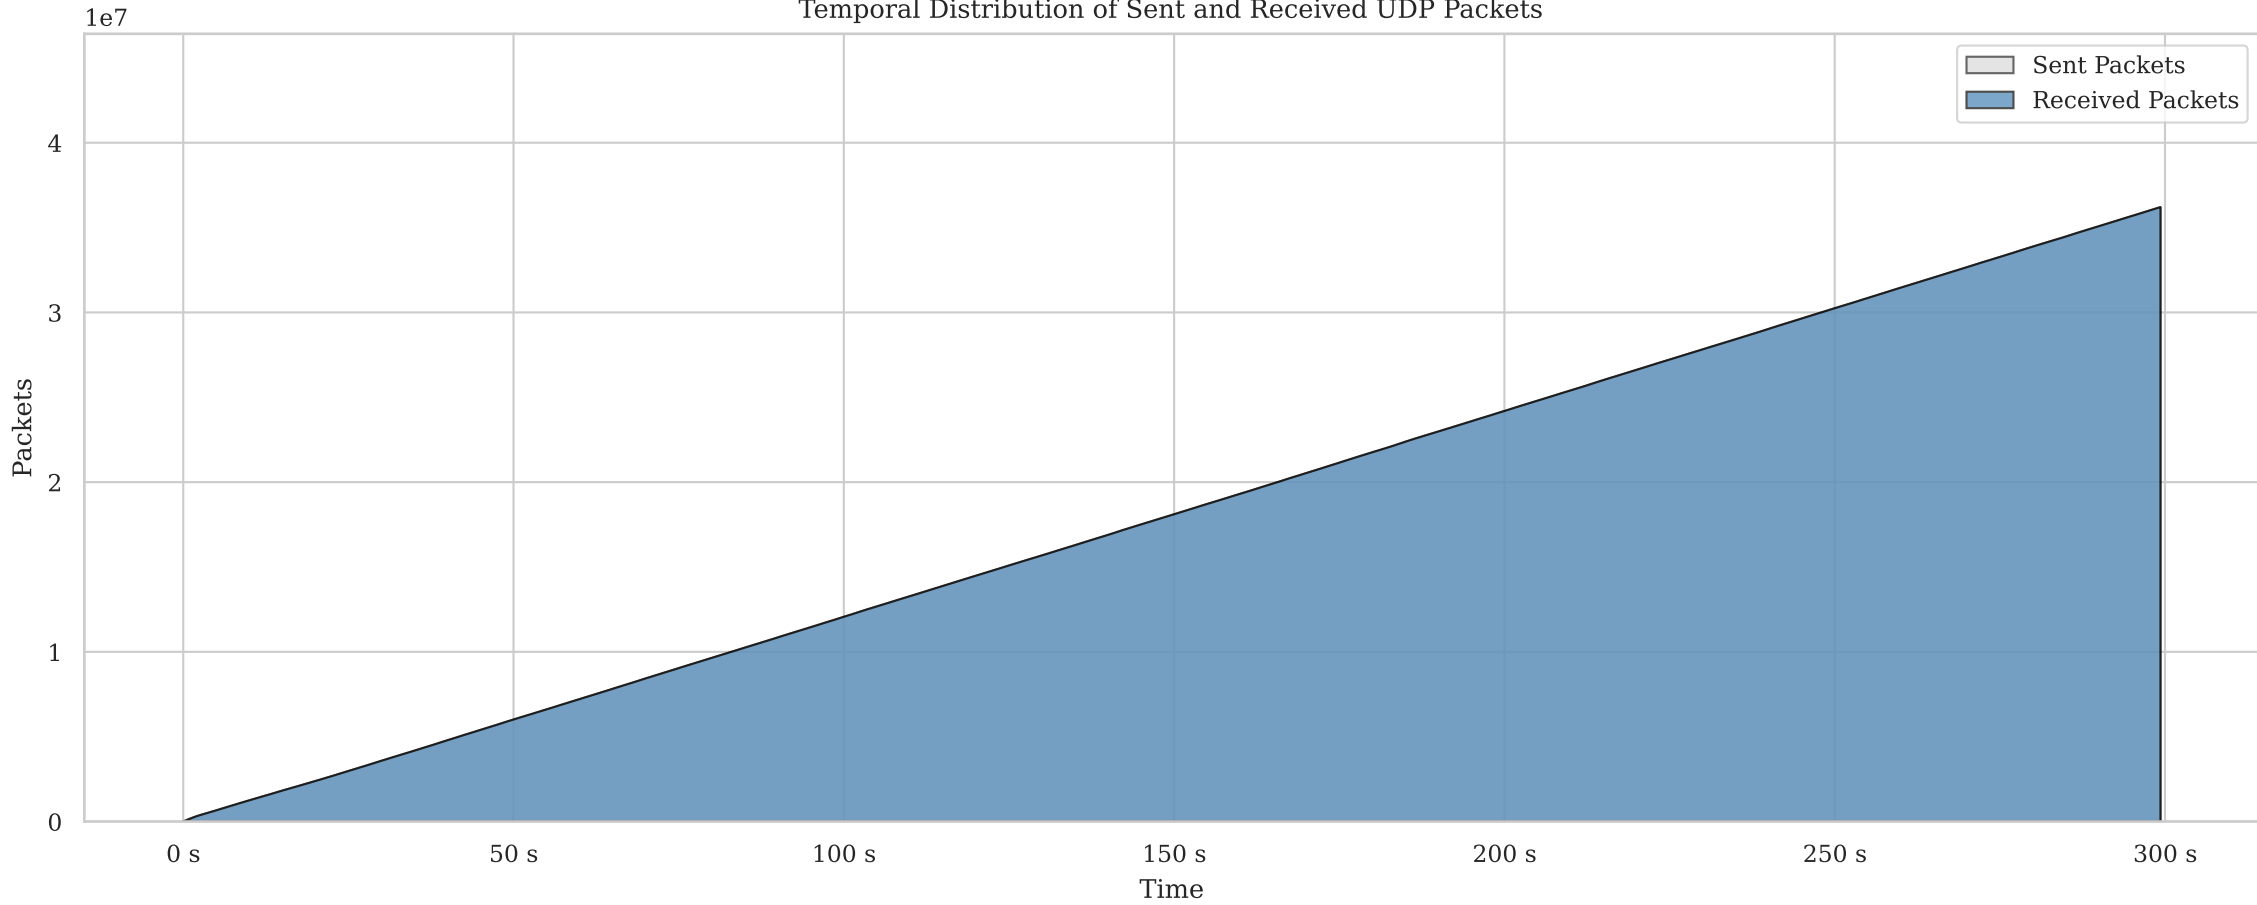 Temporal Distribution of Sent and Received UDP Packets
1e7
Sent Packets
Received Packets
4
3
2
1
0
Packets
0 s
50 s
100 s
150 s
200 s
250 s
300 s
Time